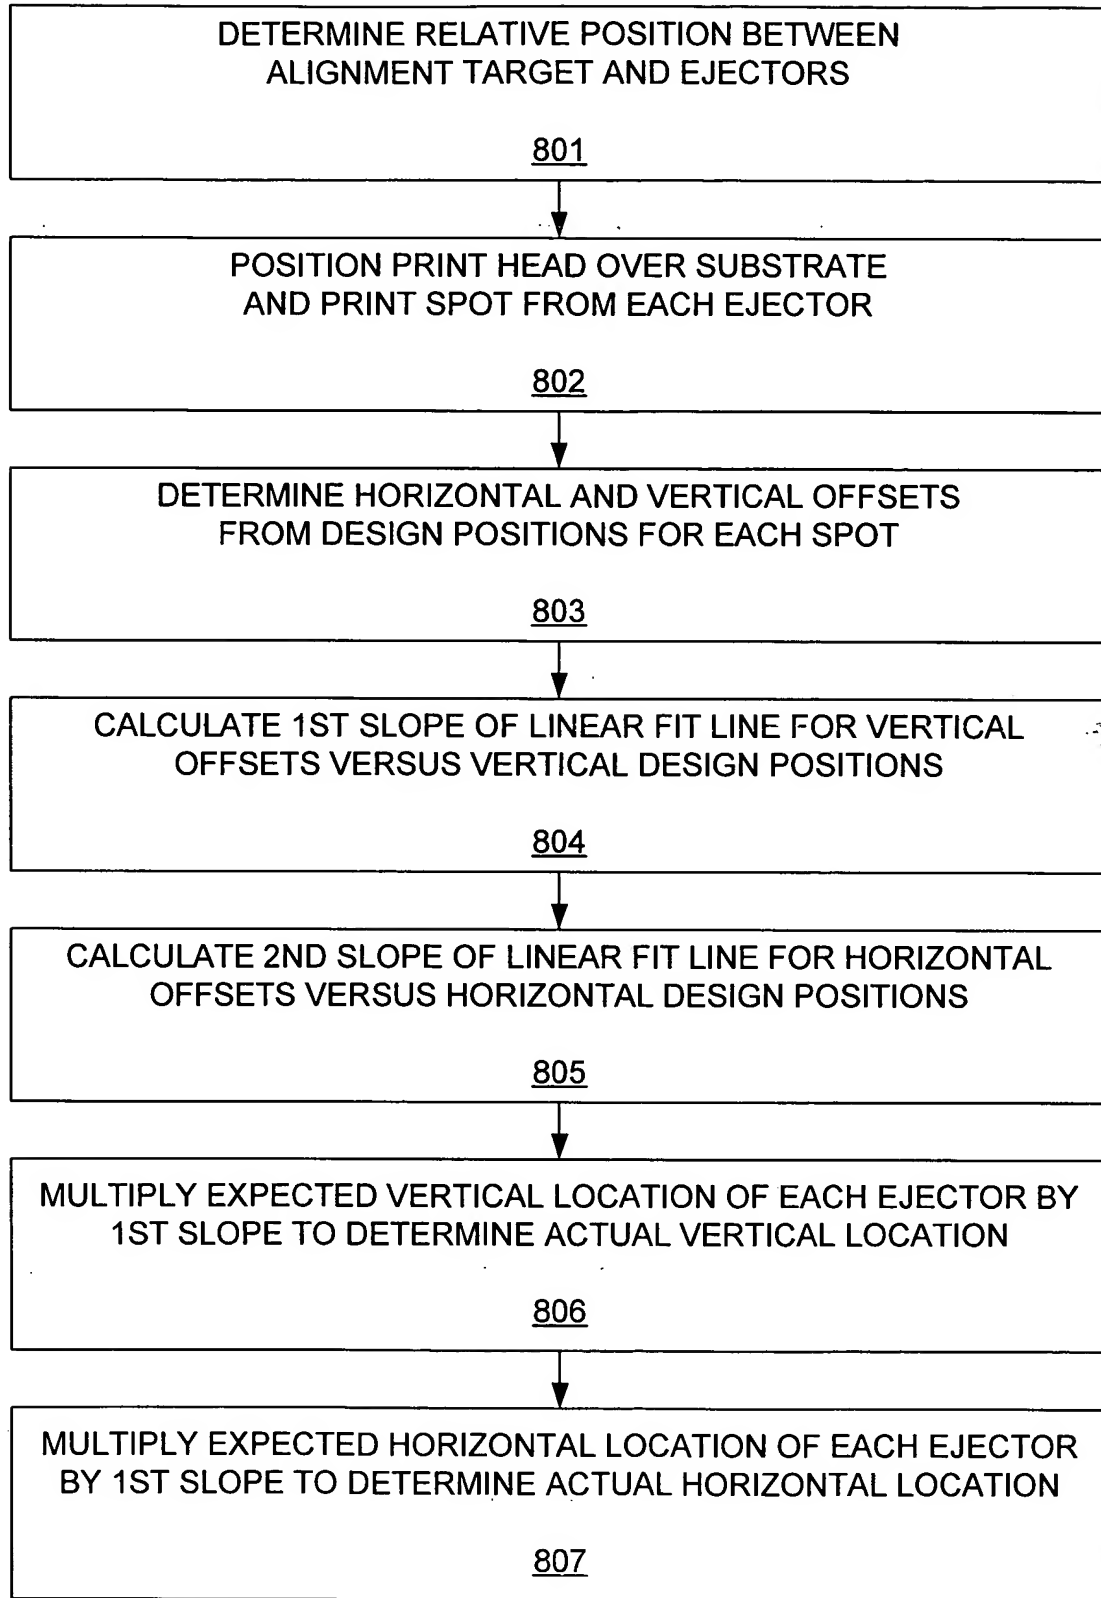 DETERMINE RELATIVE POSITION BETWEEN
ALIGNMENT TARGET AND EJECTORS
801
POSITION PRINT HEAD OVER SUBSTRATE
AND PRINT SPOT FROM EACH EJECTOR
802
DETERMINE HORIZONTAL AND VERTICAL OFFSETS
FROM DESIGN POSITIONS FOR EACH SPOT
803
CALCULATE 1ST SLOPE OF LINEAR FIT LINE FOR VERTICAL
OFFSETS VERSUS VERTICAL DESIGN POSITIONS
804
CALCULATE 2ND SLOPE OF LINEAR FIT LINE FOR HORIZONTAL
OFFSETS VERSUS HORIZONTAL DESIGN POSITIONS
805
MULTIPLY EXPECTED VERTICAL LOCATION OF EACH EJECTOR BY
1ST SLOPE TO DETERMINE ACTUAL VERTICAL LOCATION
806
MULTIPLY EXPECTED HORIZONTAL LOCATION OF EACH EJECTOR
BY 1ST SLOPE TO DETERMINE ACTUAL HORIZONTAL LOCATION
807